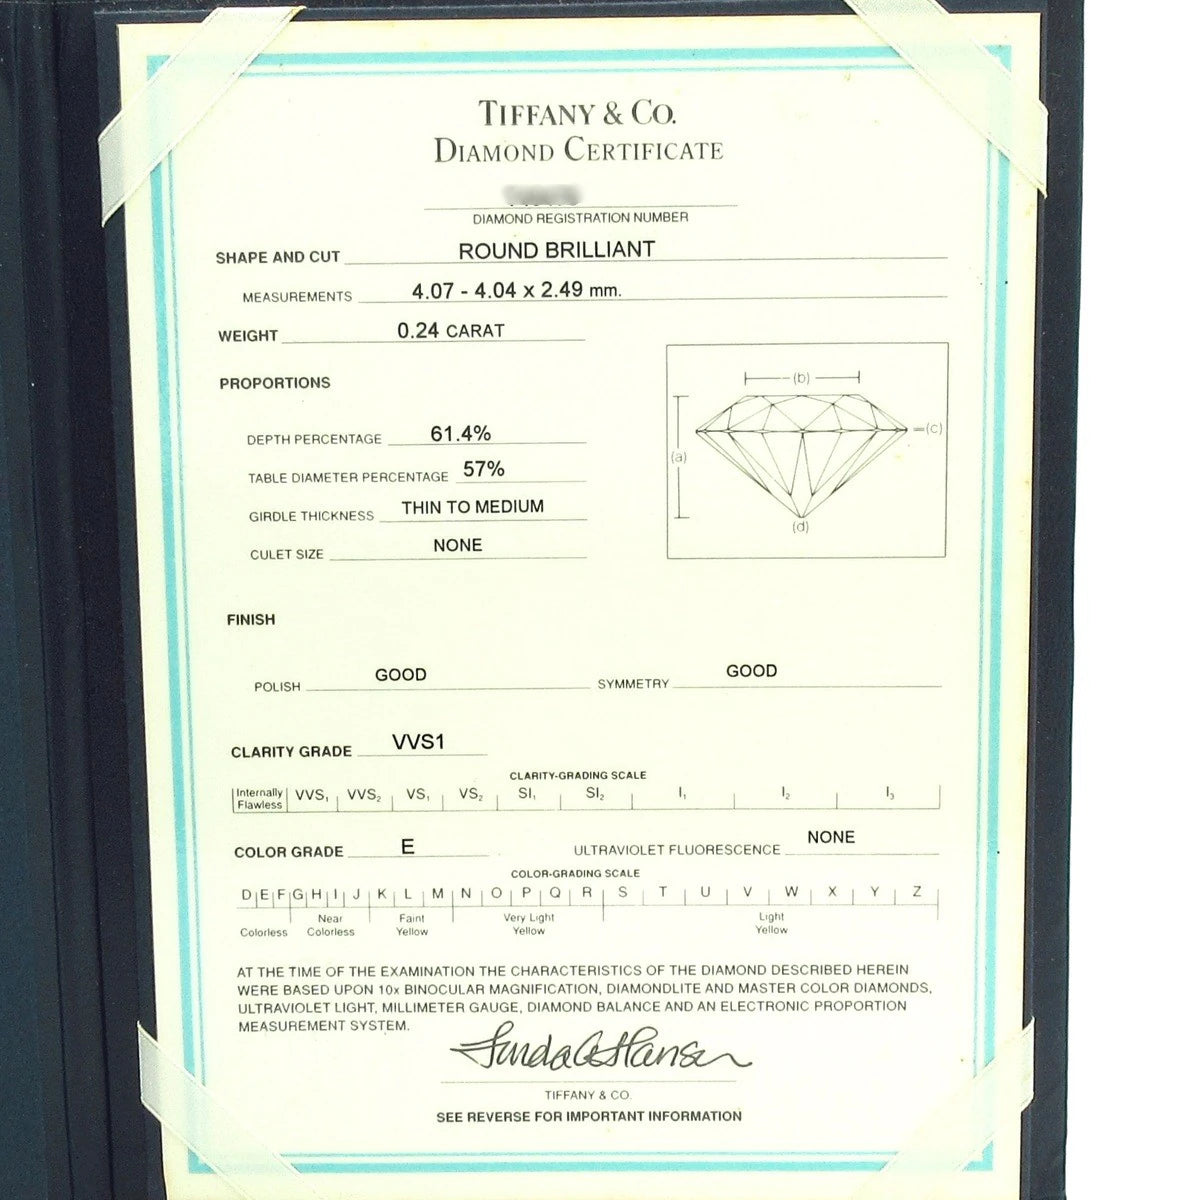 TIFFANY & CO.
DIAMOND CERTIFICATE
DIAMOND REGISTRATION NUMBER
SHAPE AND CUT ROUND BRILLIANT
MEASUREMENTS 4.07 - 4.04 x 2.49 mm.
WEIGHT 0.24 CARAT
PROPORTIONS
DEPTH PERCENTAGE 61.4%
TABLE DIAMETER PERCENTAGE 57%
GIRDLE THICKNESS THIN TO MEDIUM
CULET SIZE NONE
(b)
(c)
(a)
(d)
FINISH
POLISH GOOD SYMMETRY GOOD
CLARITY GRADE VVS1
CLARITY-GRADING SCALE
Internally Flawless VVS1 VVS2 VS1 VS2 SI1 SI2 I1 I2 I3
COLOR GRADE E ULTRAVIOLET FLUORESCENCE NONE
COLOR-GRADING SCALE
D E F G H I J K L M N O P Q R S T U V W X Y Z
Colorless Near Colorless Faint Yellow Very Light Yellow Light Yellow
AT THE TIME OF THE EXAMINATION THE CHARACTERISTICS OF THE DIAMOND DESCRIBED HEREIN
WERE BASED UPON 10x BINOCULAR MAGNIFICATION, DIAMONDLITE AND MASTER COLOR DIAMONDS,
ULTRAVIOLET LIGHT, MILLIMETER GAUGE, DIAMOND BALANCE AND AN ELECTRONIC PROPORTION
MEASUREMENT SYSTEM.
TIFFANY & CO.
SEE REVERSE FOR IMPORTANT INFORMATION